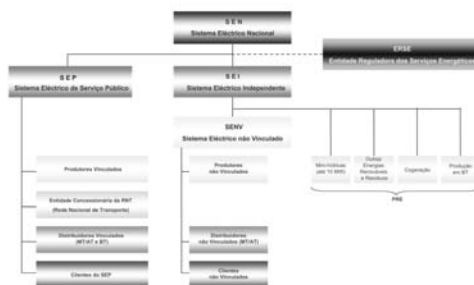 SEN
Sistema Eléctrico Nacional
ERSE
Entidade Reguladora dos Serviços Energéticos
SEP
Sistema Eléctrico de Serviço Público
SEI
Sistema Eléctrico Independente
SENV
Sistema Eléctrico não Vinculado
Produtores Vinculados
Entidade Concessionária da RNT
(Rede Nacional de Transporte)
Distribuidores Vinculados
(MT/AT e BT)
Clientes do SEP
Produtores
não Vinculados
Distribuidores
não Vinculados (MT/AT)
Clientes
não Vinculados
Mini-hídricas
(até 10 MW)
Outras
Energias
Renováveis
e Resíduos
Cogeração
Produção
em BT
PRE